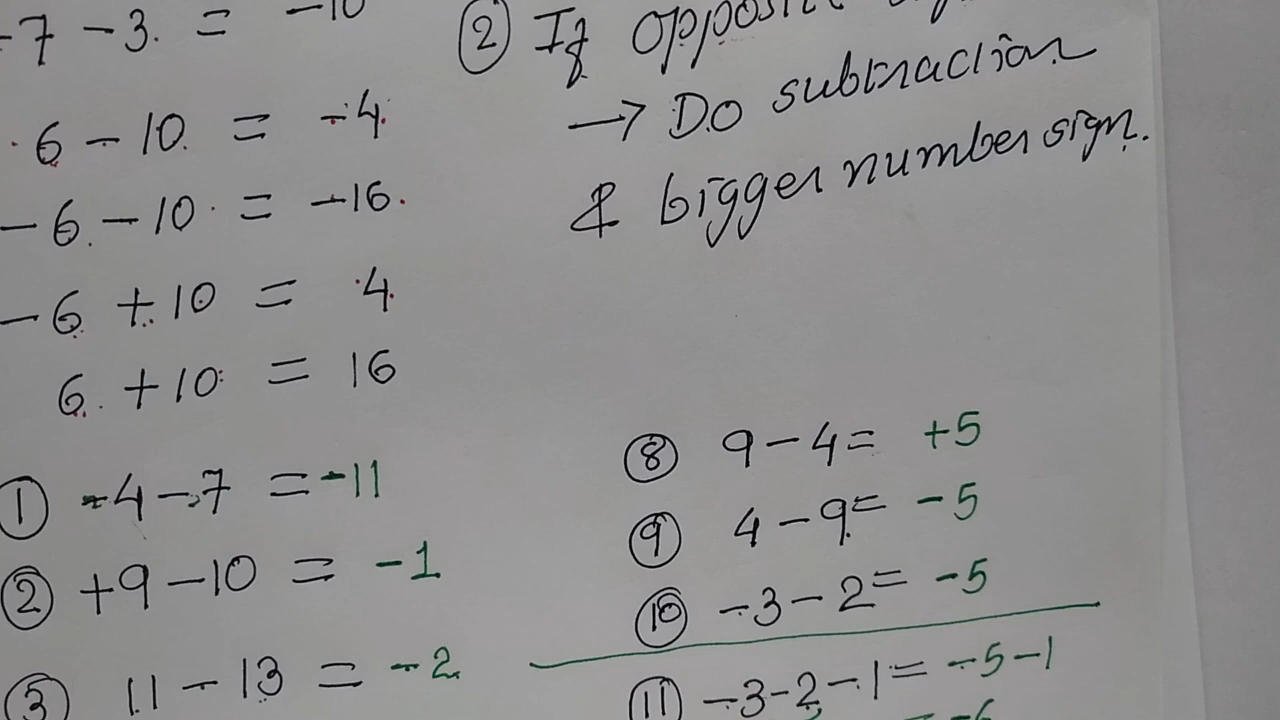 -7 - 3 = -10
6 - 10 = -4
-6 - 10 = -16
-6 + 10 = 4
6 + 10 = 16
① -4 - 7 = -11
② +9 - 10 = -1
③ 11 - 13 = -2
② If opposite
→ Do subtraction
& bigger number sign.
⑧ 9 - 4 = +5
⑨ 4 - 9 = -5
⑩ -3 - 2 = -5
⑪ -3 - 2 - 1 = -5 - 1
= -6